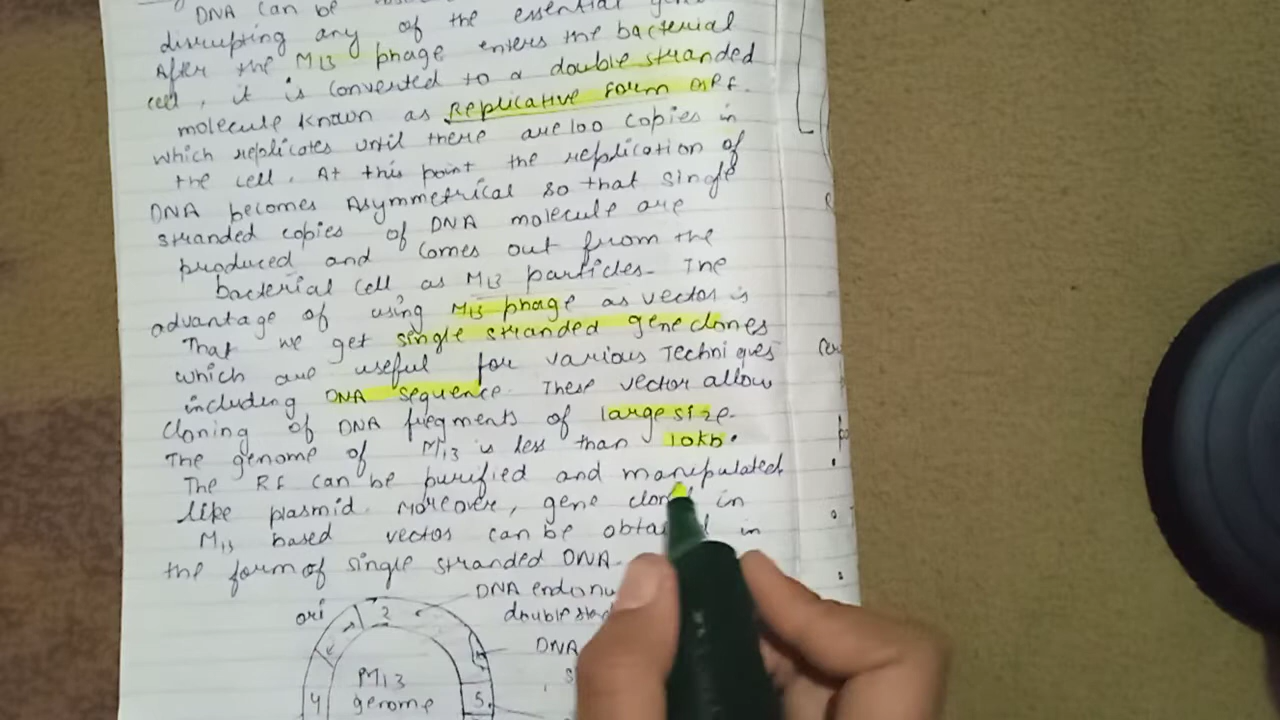 DNA can be
disrupting any of the essential
After the M13 phage enters the bacterial
cell, it is converted to a double stranded
molecule known as Replicative Form or RF.
which replicates until there are 100 copies in
the cell. At this point the replication of
DNA becomes Asymmetrical so that single
stranded copies of DNA molecule are
produced and comes out from the
bacterial cell as M13 particles. The
advantage of using M13 phage as vector is
That we get single stranded gene clones
which are useful for various Techniques
including DNA sequence. These vector allow
cloning of DNA fregments of large size.
The genome of M13 is less than 10kb.
The RF can be purified and manipulated
like plasmid. Moreover, gene in
M13 based vectos can be in
the form of single stranded DNA.
DNA
ori 2 double
DNA
M13
4 genome 5